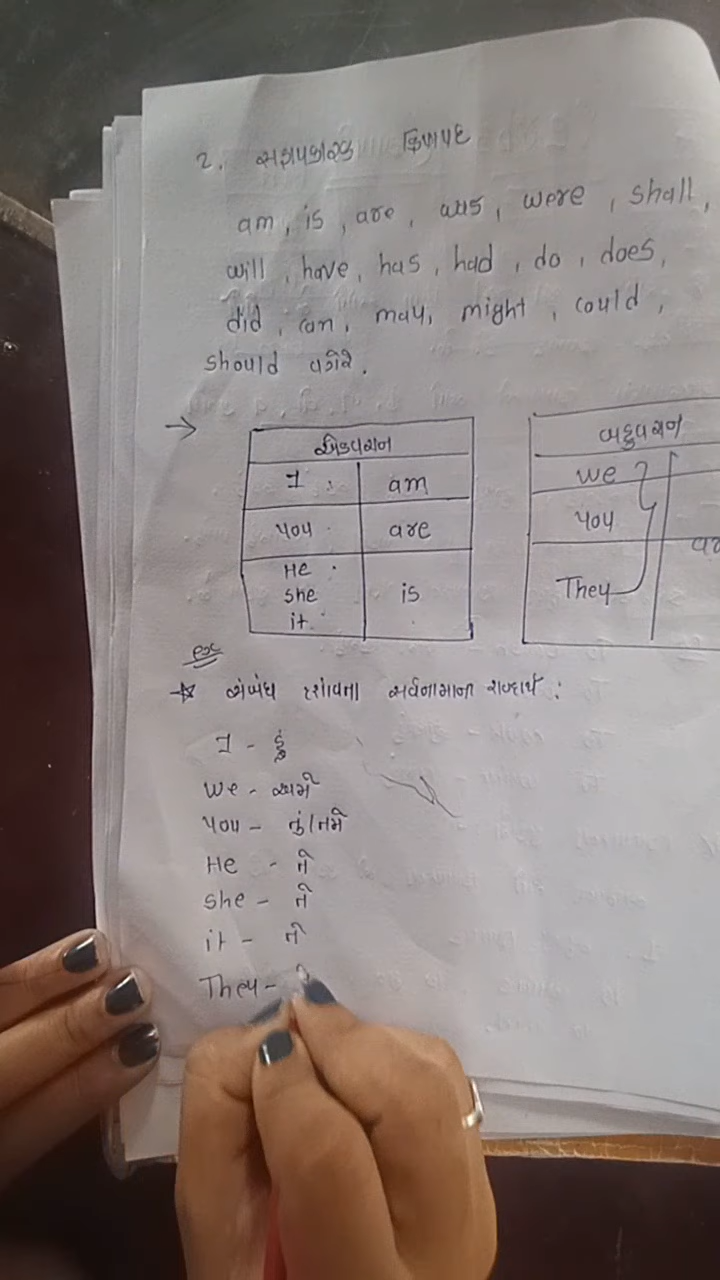 2. સહાયકારક ક્રિયાપદ
am, is, are, was, were, shall,
will, have, has, had, do, does,
did, can, may, might, could,
should વગેરે.
→
એકવચન
I am
you are
He
she is
it
બહુવચન
we
you
They
ex
☆ સંબંધ દર્શાવતા સર્વનામોના શબ્દાર્થ :
I - હું
we - અમે
you - તું/તમે
He - તે
she - તે
it - તે
They -